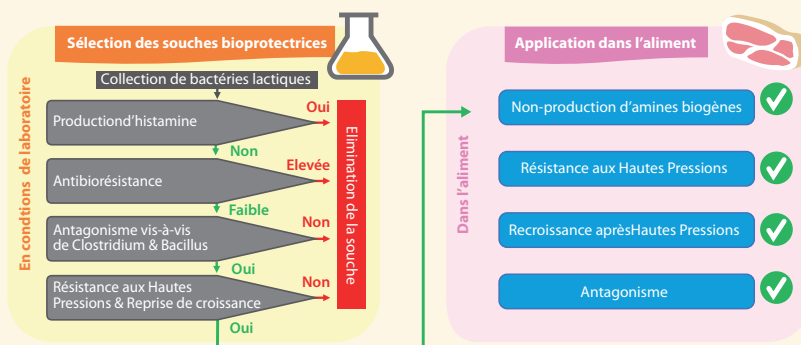 Sélection des souches bioprotectrices
En condtions de laboratoire
Collection de bactéries lactiques
Productiond’histamine
Oui
Non
Antibiorésistance
Elevée
Faible
Antagonisme vis-à-vis
de Clostridium & Bacillus
Non
Oui
Résistance aux Hautes
Pressions & Reprise de croissance
Non
Oui
Elimination de la souche
Application dans l’aliment
Dans l’aliment
Non-production d’amines biogènes
Résistance aux Hautes Pressions
Recroissance aprèsHautes Pressions
Antagonisme